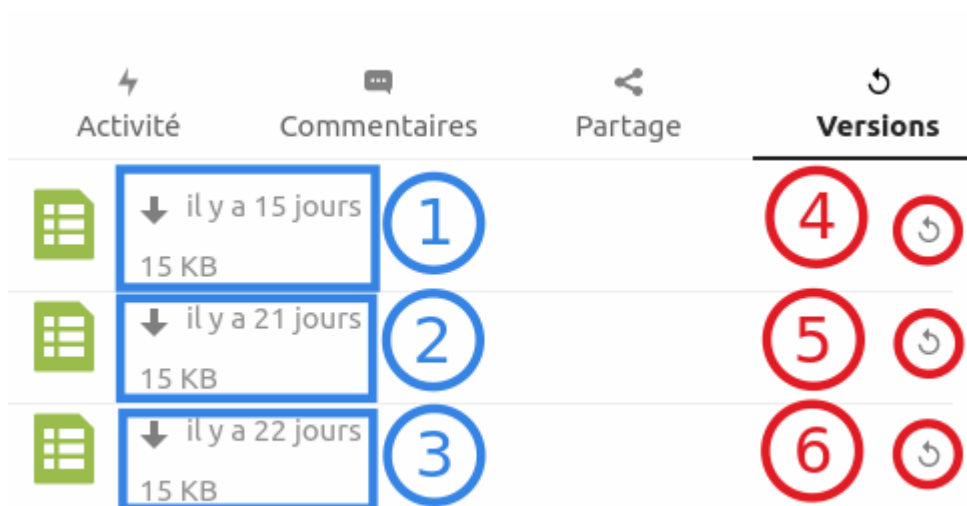 Activité Commentaires Partage Versions
il y a 15 jours 1 4
15 KB
il y a 21 jours 2 5
15 KB
il y a 22 jours 3 6
15 KB